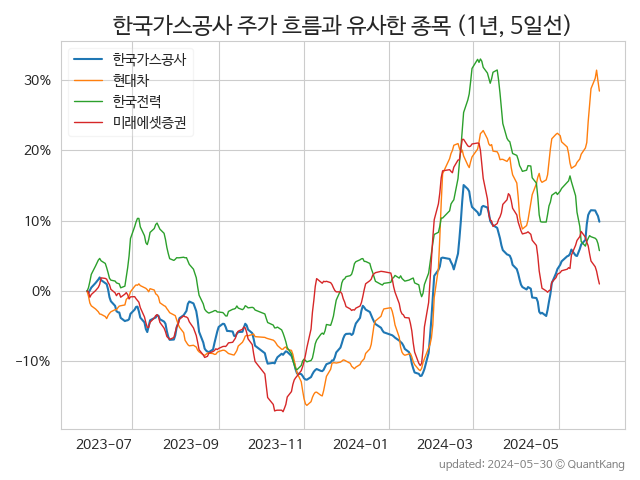 한국가스공사 주가 흐름과 유사한 종목 (1년, 5일선)
한국가스공사
현대차
한국전력
미래에셋증권
30%
20%
10%
0%
−10%
2023-07 2023-09 2023-11 2024-01 2024-03 2024-05
updated: 2024-05-30 © QuantKang